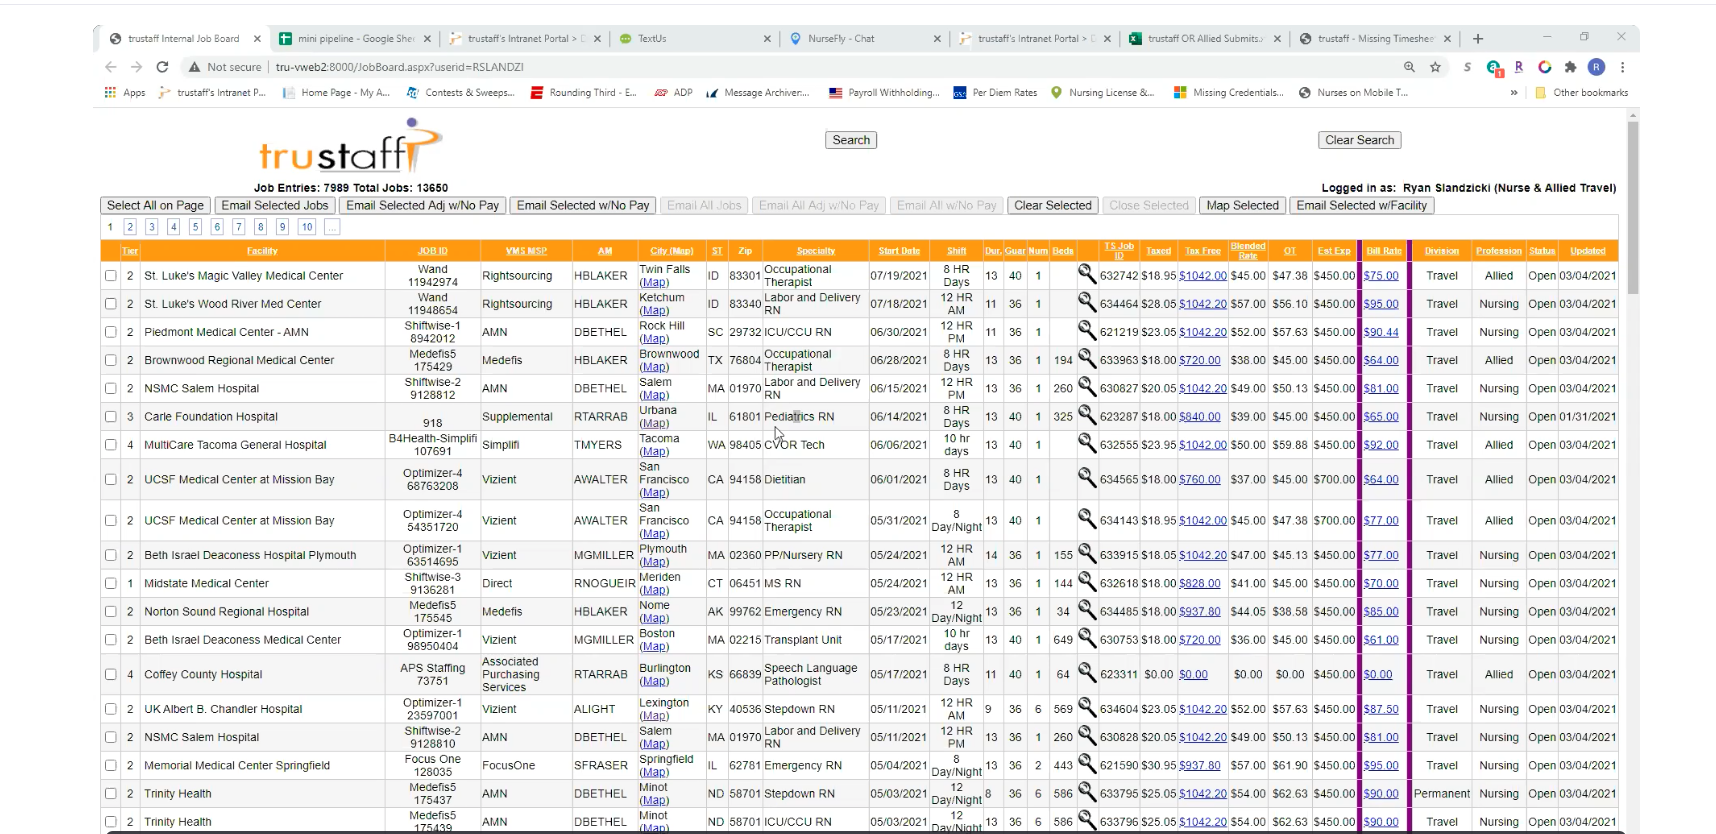 trustaff Internal Job Board
mini pipeline - Google Shee
trustaff's Intranet Portal > D
TextUs
NurseFly - Chat
trustaff's Intranet Portal > D
trustaff OR Allied Submits.
trustaff - Missing Timeshe
Not secure | tru-vweb2:8000/JobBoard.aspx?userid=RSLANDZI
Apps trustaff's Intranet P... Home Page - My A... Contests & Sweeps... Rounding Third - E... ADP Message Archiver:... Payroll Withholding... Per Diem Rates Nursing License &... Missing Credentials... Nurses on Mobile T... » Other bookmarks
trustaff
Search
Clear Search
Job Entries: 7989 Total Jobs: 13650
Logged in as: Ryan Slandzicki (Nurse & Allied Travel)
Select All on Page Email Selected Jobs Email Selected Adj w/No Pay Email Selected w/No Pay Email All Jobs Email All Adj w/No Pay Email All w/No Pay Clear Selected Close Selected Map Selected Email Selected w/Facility
1 2 3 4 5 6 7 8 9 10 ...
Tier Facility JOB ID VMS MSP AM City (Map) ST Zip Specialty Start Date Shift Dur. Guar Num Beds TS Job ID Taxed Tax Free Blended Rate OT Est Exp Bill Rate Division Profession Status Updated
2 St. Luke's Magic Valley Medical Center Wand 11942974 Rightsourcing HBLAKER Twin Falls (Map) ID 83301 Occupational Therapist 07/19/2021 8 HR Days 13 40 1 632742 $18.95 $1042.00 $45.00 $47.38 $450.00 $75.00 Travel Allied Open 03/04/2021
2 St. Luke's Wood River Med Center Wand 11948654 Rightsourcing HBLAKER Ketchum (Map) ID 83340 Labor and Delivery RN 07/18/2021 12 HR AM 11 36 1 634464 $28.05 $1042.20 $57.00 $56.10 $450.00 $95.00 Travel Nursing Open 03/04/2021
2 Piedmont Medical Center - AMN Shiftwise-1 8942012 AMN DBETHEL Rock Hill (Map) SC 29732 ICU/CCU RN 06/30/2021 12 HR PM 11 36 1 621219 $23.05 $1042.20 $52.00 $57.63 $450.00 $90.44 Travel Nursing Open 03/04/2021
2 Brownwood Regional Medical Center Medefis5 175429 Medefis HBLAKER Brownwood (Map) TX 76804 Occupational Therapist 06/28/2021 8 HR Days 13 36 1 194 633963 $18.00 $720.00 $38.00 $45.00 $450.00 $64.00 Travel Allied Open 03/04/2021
2 NSMC Salem Hospital Shiftwise-2 9128812 AMN DBETHEL Salem (Map) MA 01970 Labor and Delivery RN 06/15/2021 12 HR PM 13 36 1 260 630827 $20.05 $1042.20 $49.00 $50.13 $450.00 $81.00 Travel Nursing Open 03/04/2021
3 Carle Foundation Hospital 918 Supplemental RTARRAB Urbana (Map) IL 61801 Pediatrics RN 06/14/2021 8 HR Days 13 40 1 325 623287 $18.00 $840.00 $39.00 $45.00 $450.00 $65.00 Travel Nursing Open 01/31/2021
4 MultiCare Tacoma General Hospital B4Health-Simplifi 107691 Simplifi TMYERS Tacoma (Map) WA 98405 CVOR Tech 06/06/2021 10 hr days 13 40 1 632555 $23.95 $1042.00 $50.00 $59.88 $450.00 $92.00 Travel Allied Open 03/04/2021
2 UCSF Medical Center at Mission Bay Optimizer-4 68763208 Vizient AWALTER San Francisco (Map) CA 94158 Dietitian 06/01/2021 8 HR Days 13 40 1 634565 $18.00 $760.00 $37.00 $45.00 $700.00 $64.00 Travel Allied Open 03/04/2021
2 UCSF Medical Center at Mission Bay Optimizer-4 54351720 Vizient AWALTER San Francisco (Map) CA 94158 Occupational Therapist 05/31/2021 8 Day/Night 13 40 1 634143 $18.95 $1042.00 $45.00 $47.38 $700.00 $77.00 Travel Allied Open 03/04/2021
2 Beth Israel Deaconess Hospital Plymouth Optimizer-1 63514695 Vizient MGMILLER Plymouth (Map) MA 02360 PP/Nursery RN 05/24/2021 12 HR AM 14 36 1 155 633915 $18.05 $1042.20 $47.00 $45.13 $450.00 $77.00 Travel Nursing Open 03/04/2021
1 Midstate Medical Center Shiftwise-3 9136281 Direct RNOGUEIR Meriden (Map) CT 06451 MS RN 05/24/2021 12 HR AM 13 36 1 144 632618 $18.00 $828.00 $41.00 $45.00 $450.00 $70.00 Travel Nursing Open 03/04/2021
2 Norton Sound Regional Hospital Medefis5 175545 Medefis HBLAKER Nome (Map) AK 99762 Emergency RN 05/23/2021 12 Day/Night 13 36 1 34 634485 $18.00 $937.80 $44.05 $38.58 $450.00 $85.00 Travel Nursing Open 03/04/2021
2 Beth Israel Deaconess Medical Center Optimizer-1 98950404 Vizient MGMILLER Boston (Map) MA 02215 Transplant Unit 05/17/2021 10 hr days 13 40 1 649 630753 $18.00 $720.00 $36.00 $45.00 $450.00 $61.00 Travel Nursing Open 03/04/2021
4 Coffey County Hospital APS Staffing 73751 Associated Purchasing Services RTARRAB Burlington (Map) KS 66839 Speech Language Pathologist 05/17/2021 8 HR Days 11 40 1 64 623311 $0.00 $0.00 $0.00 $0.00 $450.00 $0.00 Travel Allied Open 03/04/2021
2 UK Albert B. Chandler Hospital Optimizer-1 23597001 Vizient ALIGHT Lexington (Map) KY 40536 Stepdown RN 05/11/2021 12 HR AM 9 36 6 569 634604 $23.05 $1042.20 $52.00 $57.63 $450.00 $87.50 Travel Nursing Open 03/04/2021
2 NSMC Salem Hospital Shiftwise-2 9128810 AMN DBETHEL Salem (Map) MA 01970 Labor and Delivery RN 05/11/2021 12 HR PM 13 36 1 260 630828 $20.05 $1042.20 $49.00 $50.13 $450.00 $81.00 Travel Nursing Open 03/04/2021
2 Memorial Medical Center Springfield Focus One 128035 FocusOne SFRASER Springfield (Map) IL 62781 Emergency RN 05/04/2021 8 Day/Night 13 36 2 443 621590 $30.95 $937.80 $57.00 $61.90 $450.00 $95.00 Travel Nursing Open 03/04/2021
2 Trinity Health Medefis5 175437 AMN DBETHEL Minot (Map) ND 58701 Stepdown RN 05/03/2021 12 Day/Night 8 36 6 586 633795 $25.05 $1042.20 $54.00 $62.63 $450.00 $90.00 Permanent Nursing Open 03/04/2021
2 Trinity Health Medefis5 175439 AMN DBETHEL Minot (Map) ND 58701 ICU/CCU RN 05/03/2021 12 Day/Night 13 36 6 586 633796 $25.05 $1042.20 $54.00 $62.63 $450.00 $90.00 Travel Nursing Open 03/04/2021